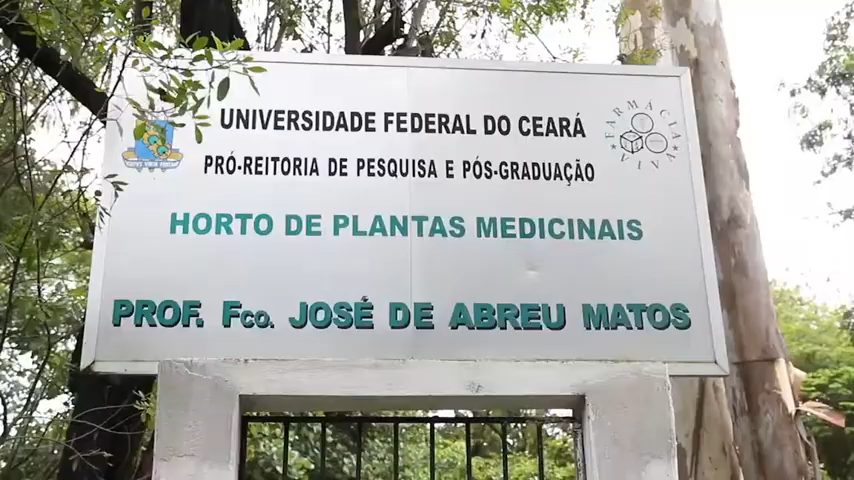 UNIVERSIDADE FEDERAL DO CEARÁ
PRÓ-REITORIA DE PESQUISA E PÓS-GRADUAÇÃO
FARMÁCIA
VIVA
HORTO DE PLANTAS MEDICINAIS
PROF. Fco. JOSÉ DE ABREU MATOS